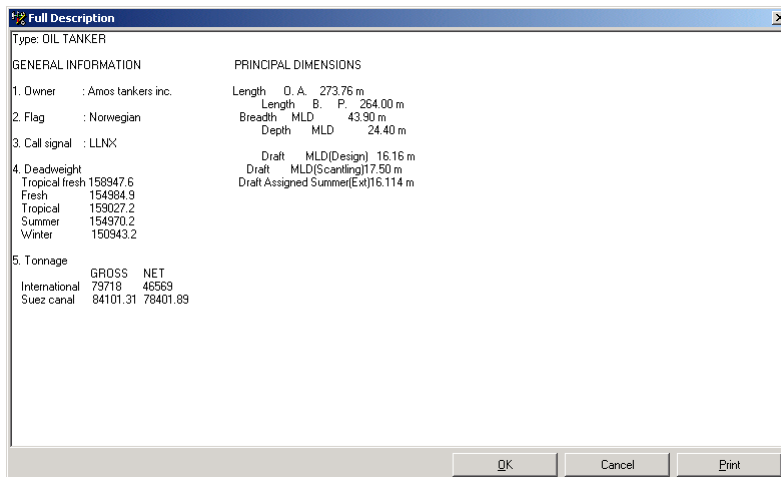 Full Description
Type: OIL TANKER
GENERAL INFORMATION PRINCIPAL DIMENSIONS
1. Owner : Amos tankers inc. Length O. A. 273.76 m
Length B. P. 264.00 m
2. Flag : Norwegian Breadth MLD 43.90 m
Depth MLD 24.40 m
3. Call signal : LLNX
Draft MLD(Design) 16.16 m
4. Deadweight Draft MLD(Scantling)17.50 m
Tropical fresh 158947.6 Draft Assigned Summer(Ext)16.114 m
Fresh 154984.9
Tropical 159027.2
Summer 154970.2
Winter 150943.2
5. Tonnage
GROSS NET
International 79718 46569
Suez canal 84101.31 78401.89
OK Cancel Print